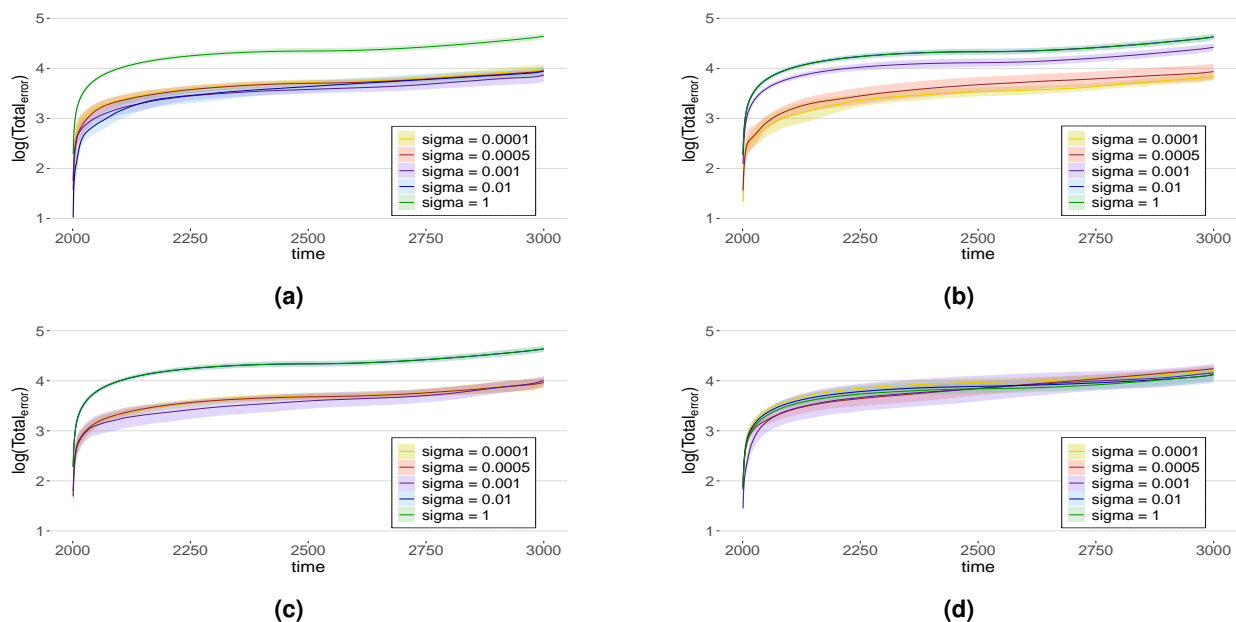 5
4
3
2
1
log(Total_error)
sigma = 0.0001
sigma = 0.0005
sigma = 0.001
sigma = 0.01
sigma = 1
2000 2250 2500 2750 3000
time
(a)
5
4
3
2
1
log(Total_error)
sigma = 0.0001
sigma = 0.0005
sigma = 0.001
sigma = 0.01
sigma = 1
2000 2250 2500 2750 3000
time
(b)
5
4
3
2
1
log(Total_error)
sigma = 0.0001
sigma = 0.0005
sigma = 0.001
sigma = 0.01
sigma = 1
2000 2250 2500 2750 3000
time
(c)
5
4
3
2
1
log(Total_error)
sigma = 0.0001
sigma = 0.0005
sigma = 0.001
sigma = 0.01
sigma = 1
2000 2250 2500 2750 3000
time
(d)